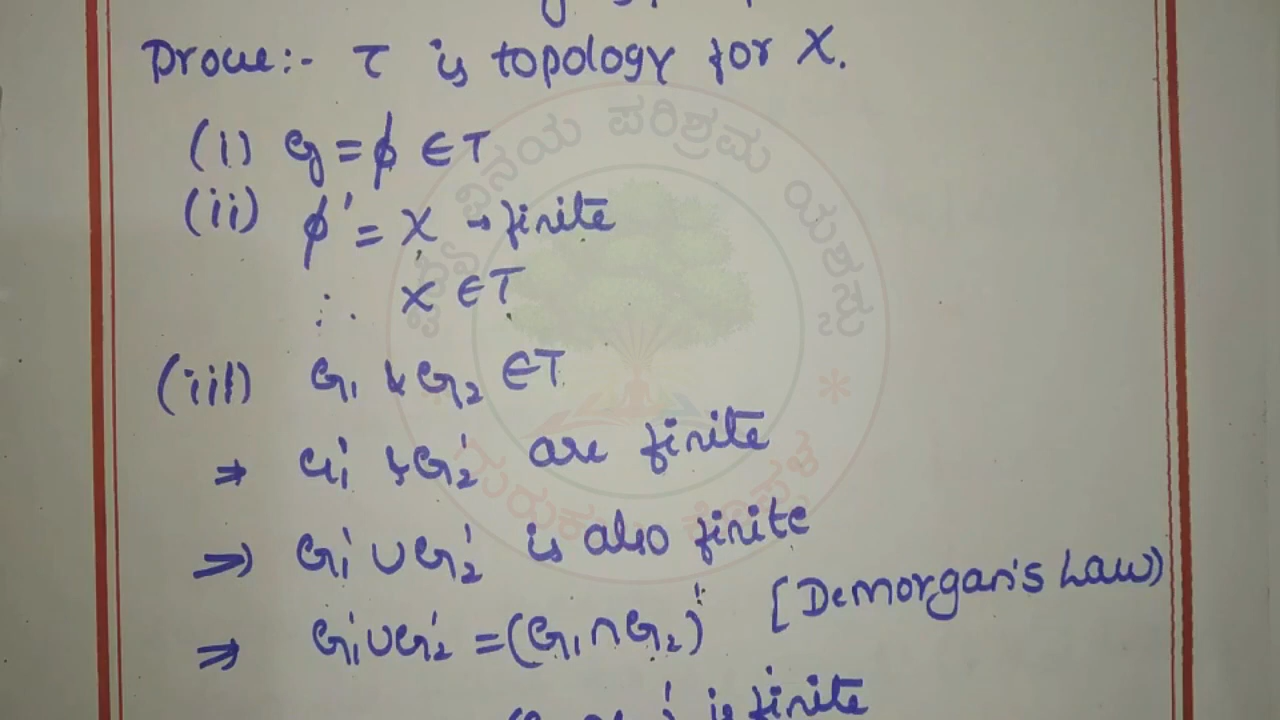 Prove:- τ is topology for X.
(i) G = ϕ ∈ T
(ii) ϕ' = X → finite
∴ X ∈ T
(iii) G₁ & G₂ ∈ T
⇒ G₁' & G₂' are finite
⇒ G₁' ∪ G₂' is also finite
⇒ G₁' ∪ G₂' = (G₁ ∩ G₂)' [Demorgan's Law)
is finite